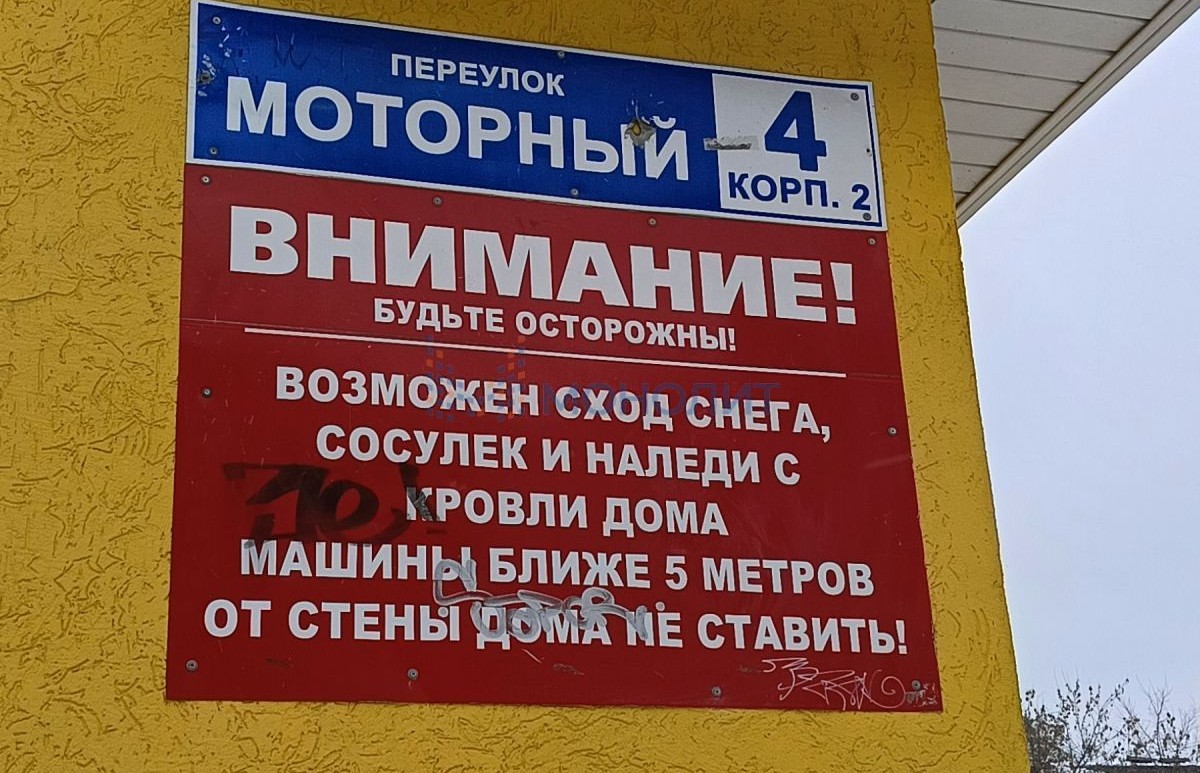 ПЕРЕУЛОК
МОТОРНЫЙ
4
КОРП. 2
ВНИМАНИЕ!
БУДЬТЕ ОСТОРОЖНЫ!
ВОЗМОЖЕН СХОД СНЕГА,
СОСУЛЕК И НАЛЕДИ С
КРОВЛИ ДОМА
МАШИНЫ БЛИЖЕ 5 МЕТРОВ
ОТ СТЕНЫ ДОМА НЕ СТАВИТЬ!
МОНОЛИТ